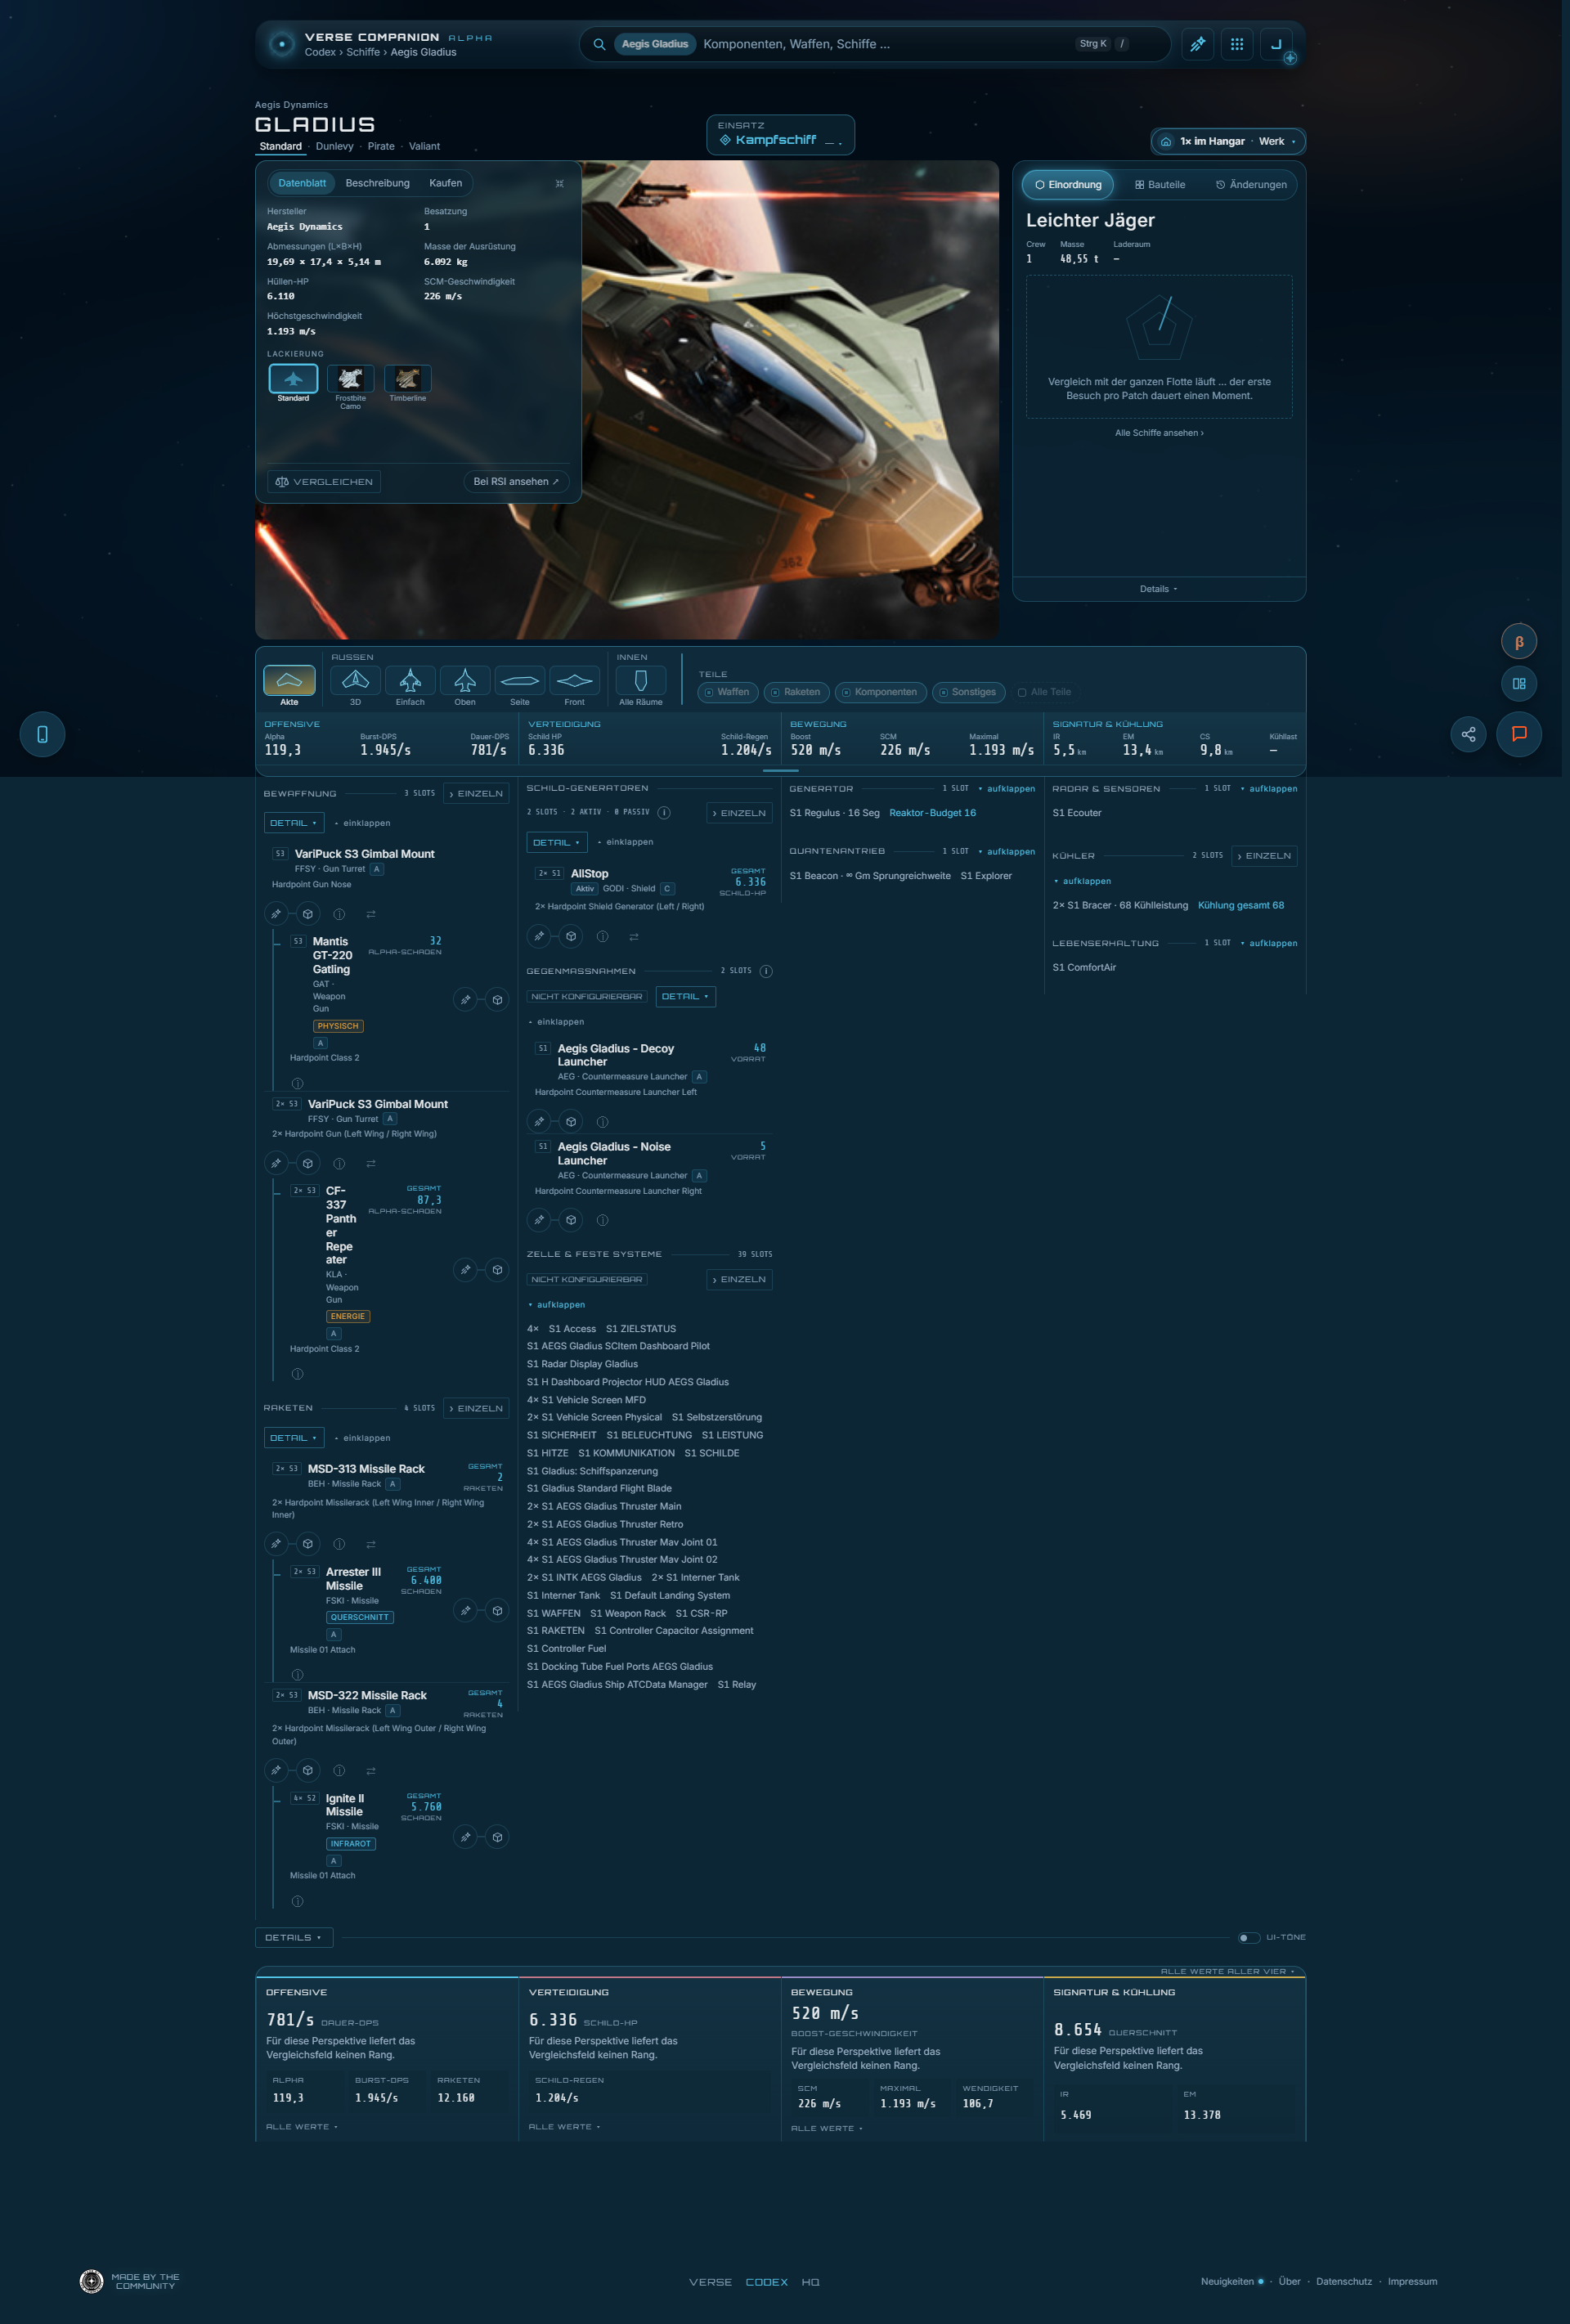 VERSE COMPANION ALPHA
Codex › Schiffe › Aegis Gladius
Aegis Gladius Komponenten, Waffen, Schiffe ... Strg K /
Aegis Dynamics
GLADIUS
Standard · Dunlevy · Pirate · Valiant
EINSATZ
Kampfschiff
1× im Hangar · Werk
Datenblatt Beschreibung Kaufen
Hersteller Besatzung
Aegis Dynamics 1
Abmessungen (L×B×H) Masse der Ausrüstung
19,69 × 17,4 × 5,14 m 6.092 kg
Hüllen-HP SCM-Geschwindigkeit
6.110 226 m/s
Höchstgeschwindigkeit
1.193 m/s
LACKIERUNG
Standard Frostbite Camo Timberline
VERGLEICHEN Bei RSI ansehen ↗
362
Einordnung Bauteile Änderungen
Leichter Jäger
Crew Masse Laderaum
1 48,55 t –
Vergleich mit der ganzen Flotte läuft ... der erste
Besuch pro Patch dauert einen Moment.
Alle Schiffe ansehen ›
Details
β
AUSSEN INNEN
TEILE
Akte 3D Einfach Oben Seite Front Alle Räume
Waffen Raketen Komponenten Sonstiges Alle Teile
OFFENSIVE
Alpha Burst-DPS Dauer-DPS
119,3 1.945/s 781/s
VERTEIDIGUNG
Schild HP Schild-Regen
6.336 1.204/s
BEWEGUNG
Boost SCM Maximal
520 m/s 226 m/s 1.193 m/s
SIGNATUR & KÜHLUNG
IR EM CS Kühllast
5,5 km 13,4 km 9,8 km –
BEWAFFNUNG 3 SLOTS › EINZELN
DETAIL einklappen
S3 VariPuck S3 Gimbal Mount
FFSY · Gun Turret A
Hardpoint Gun Nose
S3 Mantis GT-220 Gatling
32
ALPHA-SCHADEN
GAT · Weapon Gun
PHYSISCH
A
Hardpoint Class 2
2× S3 VariPuck S3 Gimbal Mount
FFSY · Gun Turret A
2× Hardpoint Gun (Left Wing / Right Wing)
2× S3 CF-337 Panther Repeater
GESAMT
87,3
ALPHA-SCHADEN
KLA · Weapon Gun
ENERGIE
A
Hardpoint Class 2
RAKETEN 4 SLOTS › EINZELN
DETAIL einklappen
2× S3 MSD-313 Missile Rack
GESAMT
2
RAKETEN
BEH · Missile Rack A
2× Hardpoint Missilerack (Left Wing Inner / Right Wing
Inner)
2× S3 Arrester III Missile
GESAMT
6.400
SCHADEN
FSKI · Missile
QUERSCHNITT
A
Missile 01 Attach
2× S3 MSD-322 Missile Rack
GESAMT
4
RAKETEN
BEH · Missile Rack A
2× Hardpoint Missilerack (Left Wing Outer / Right Wing
Outer)
4× S2 Ignite II Missile
GESAMT
5.760
SCHADEN
FSKI · Missile
INFRAROT
A
Missile 01 Attach
SCHILD-GENERATOREN
2 SLOTS · 2 AKTIV · 0 PASSIV › EINZELN
DETAIL einklappen
2× S1 AllStop
GESAMT
6.336
SCHILD-HP
Aktiv GODI · Shield C
2× Hardpoint Shield Generator (Left / Right)
GEGENMASSNAHMEN 2 SLOTS
NICHT KONFIGURIERBAR DETAIL
einklappen
S1 Aegis Gladius - Decoy Launcher
48
VORRAT
AEG · Countermeasure Launcher A
Hardpoint Countermeasure Launcher Left
S1 Aegis Gladius - Noise Launcher
5
VORRAT
AEG · Countermeasure Launcher A
Hardpoint Countermeasure Launcher Right
ZELLE & FESTE SYSTEME 39 SLOTS
NICHT KONFIGURIERBAR › EINZELN
aufklappen
4× S1 Access S1 ZIELSTATUS
S1 AEGS Gladius SCItem Dashboard Pilot
S1 Radar Display Gladius
S1 H Dashboard Projector HUD AEGS Gladius
4× S1 Vehicle Screen MFD
2× S1 Vehicle Screen Physical S1 Selbstzerstörung
S1 SICHERHEIT S1 BELEUCHTUNG S1 LEISTUNG
S1 HITZE S1 KOMMUNIKATION S1 SCHILDE
S1 Gladius: Schiffspanzerung
S1 Gladius Standard Flight Blade
2× S1 AEGS Gladius Thruster Main
2× S1 AEGS Gladius Thruster Retro
4× S1 AEGS Gladius Thruster Mav Joint 01
4× S1 AEGS Gladius Thruster Mav Joint 02
2× S1 INTK AEGS Gladius 2× S1 Interner Tank
S1 Interner Tank S1 Default Landing System
S1 WAFFEN S1 Weapon Rack S1 CSR-RP
S1 RAKETEN S1 Controller Capacitor Assignment
S1 Controller Fuel
S1 Docking Tube Fuel Ports AEGS Gladius
S1 AEGS Gladius Ship ATCData Manager S1 Relay
GENERATOR 1 SLOT aufklappen
S1 Regulus · 16 Seg Reaktor-Budget 16
QUANTENANTRIEB 1 SLOT aufklappen
S1 Beacon · ∞ Gm Sprungreichweite S1 Explorer
RADAR & SENSOREN 1 SLOT aufklappen
S1 Ecouter
KÜHLER 2 SLOTS › EINZELN
aufklappen
2× S1 Bracer · 68 Kühlleistung Kühlung gesamt 68
LEBENSERHALTUNG 1 SLOT aufklappen
S1 ComfortAir
DETAILS UI-TÖNE
ALLE WERTE ALLER VIER
OFFENSIVE
781/s DAUER-DPS
Für diese Perspektive liefert das
Vergleichsfeld keinen Rang.
ALPHA BURST-DPS RAKETEN
119,3 1.945/s 12.160
ALLE WERTE
VERTEIDIGUNG
6.336 SCHILD-HP
Für diese Perspektive liefert das
Vergleichsfeld keinen Rang.
SCHILD-REGEN
1.204/s
ALLE WERTE
BEWEGUNG
520 m/s
BOOST-GESCHWINDIGKEIT
Für diese Perspektive liefert das
Vergleichsfeld keinen Rang.
SCM MAXIMAL WENDIGKEIT
226 m/s 1.193 m/s 106,7
ALLE WERTE
SIGNATUR & KÜHLUNG
8.654 QUERSCHNITT
Für diese Perspektive liefert das
Vergleichsfeld keinen Rang.
IR EM
5.469 13.378
MADE BY THE
COMMUNITY
VERSE CODEX HQ
Neuigkeiten · Über · Datenschutz · Impressum